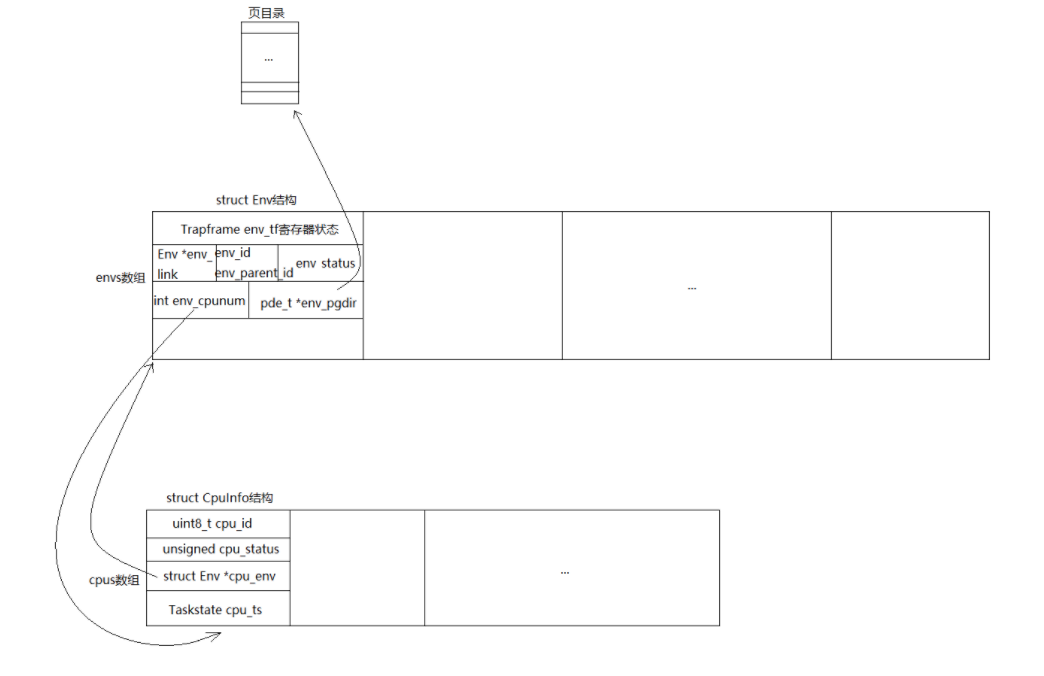 页目录
...
struct Env结构
Trapframe env_tf寄存器状态
Env *env_
link
env_id
env_parent_id
env status
envs数组
int env_cpunum
pde_t *env_pgdir
...
struct CpuInfo结构
uint8_t cpu_id
unsigned cpu_status
cpus数组
struct Env *cpu_env
...
Taskstate cpu_ts